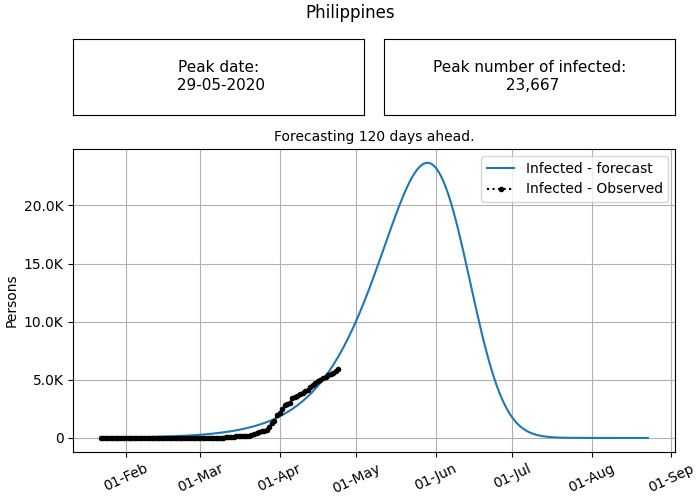 Philippines
Peak date:
29-05-2020
Peak number of infected:
23,667
Forecasting 120 days ahead.
Infected - forecast
Infected - Observed
20.0K
15.0K
10.0K
5.0K
0
Persons
01-Feb
01-Mar
01-Apr
01-May
01-Jun
01-Jul
01-Aug
01-Sep